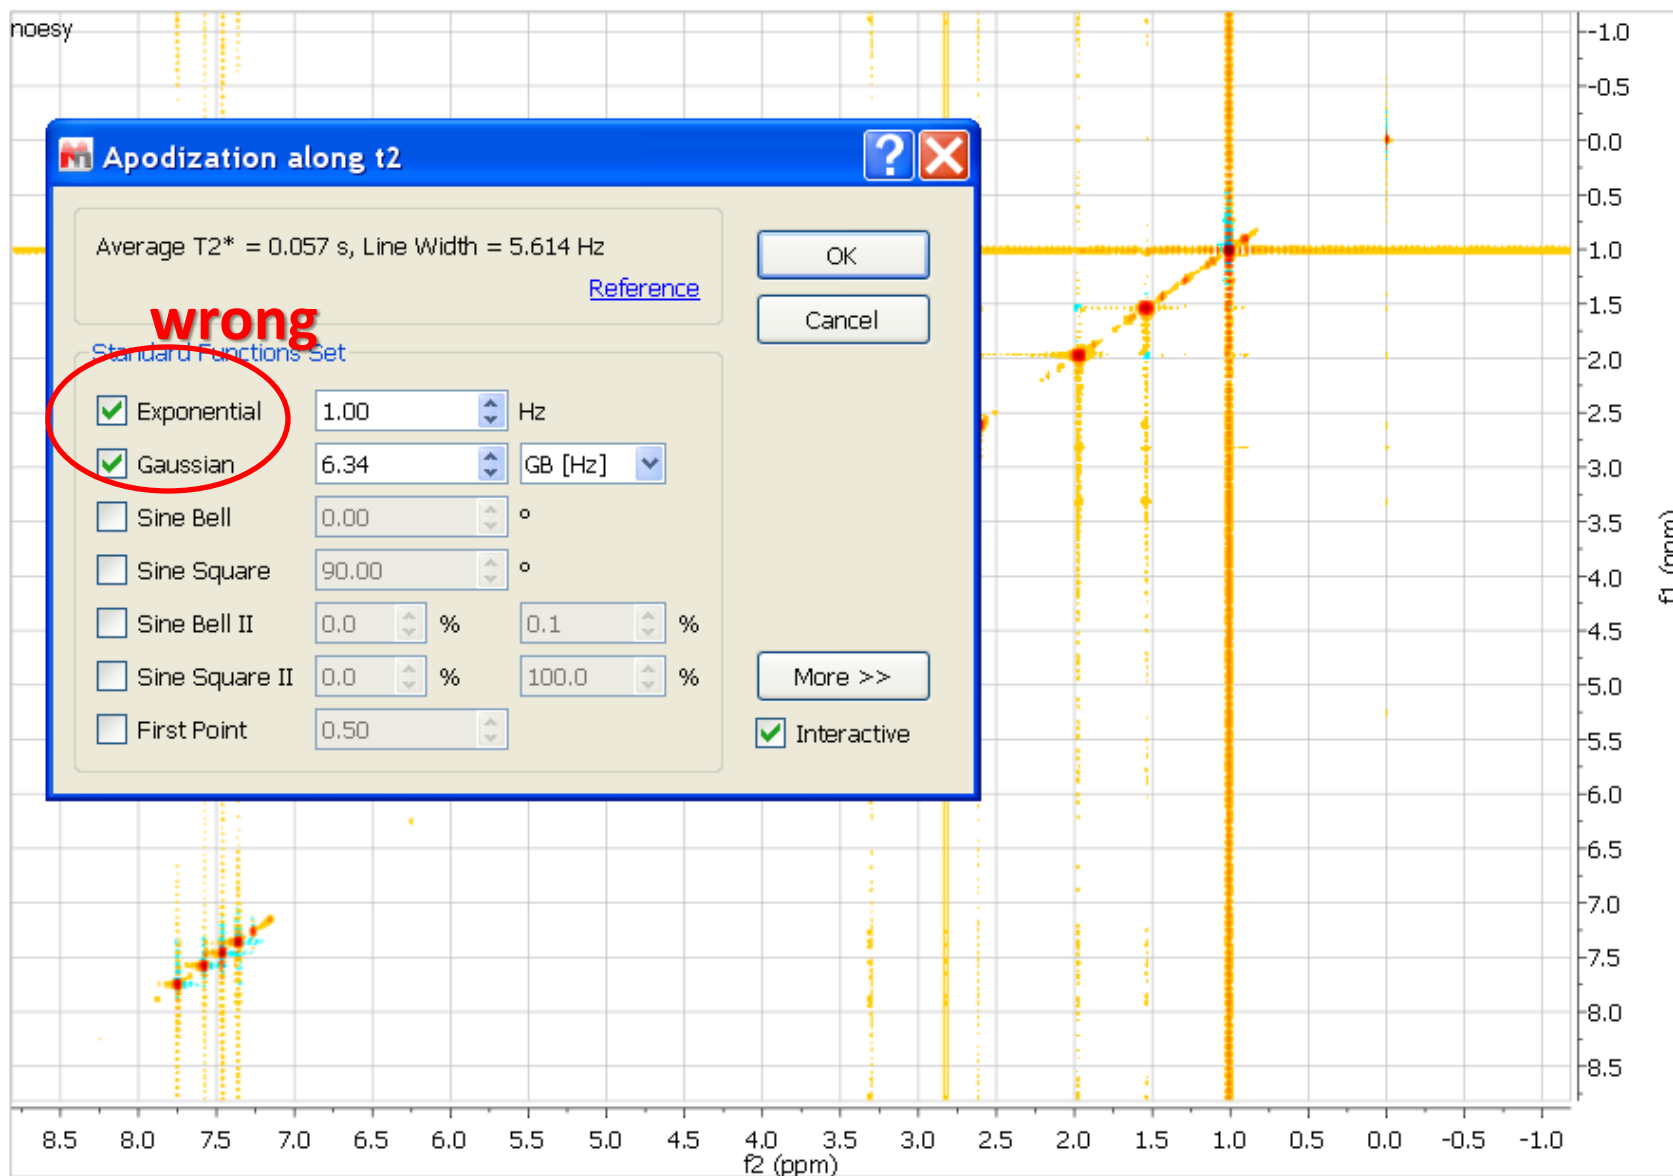 noesy
Apodization along t2
Average T2* = 0.057 s, Line Width = 5.614 Hz
Reference
OK
Cancel
wrong
Standard Functions Set
Exponential 1.00 Hz
Gaussian 6.34 GB [Hz]
Sine Bell 0.00 °
Sine Square 90.00 °
Sine Bell II 0.0 % 0.1 %
Sine Square II 0.0 % 100.0 %
First Point 0.50
More >>
Interactive
-1.0
-0.5
0.0
0.5
1.0
1.5
2.0
2.5
3.0
3.5
4.0
4.5
5.0
5.5
6.0
6.5
7.0
7.5
8.0
8.5
f1 (ppm)
8.5 8.0 7.5 7.0 6.5 6.0 5.5 5.0 4.5 4.0 3.5 3.0 2.5 2.0 1.5 1.0 0.5 0.0 -0.5 -1.0
f2 (ppm)